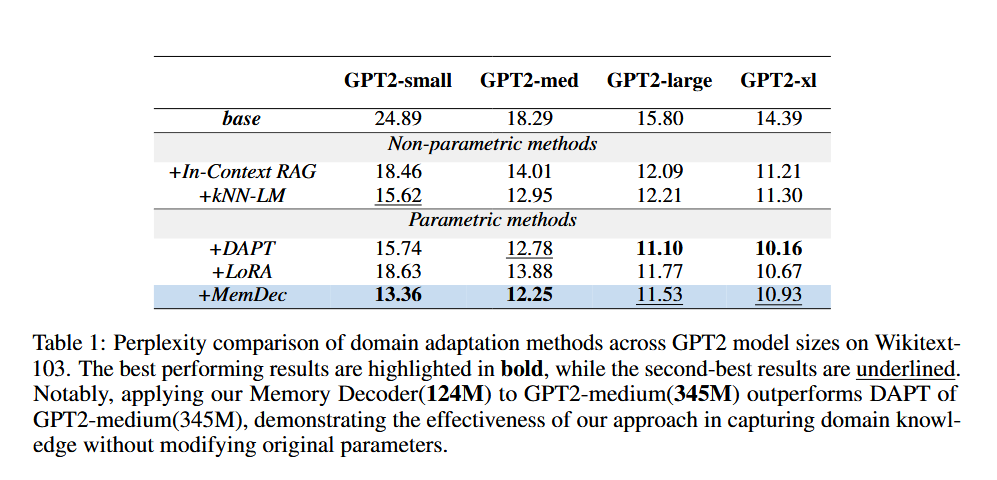 GPT2-small GPT2-med GPT2-large GPT2-xl
base 24.89 18.29 15.80 14.39
Non-parametric methods
+In-Context RAG 18.46 14.01 12.09 11.21
+kNN-LM 15.62 12.95 12.21 11.30
Parametric methods
+DAPT 15.74 12.78 11.10 10.16
+LoRA 18.63 13.88 11.77 10.67
+MemDec 13.36 12.25 11.53 10.93
Table 1: Perplexity comparison of domain adaptation methods across GPT2 model sizes on Wikitext-
103. The best performing results are highlighted in bold, while the second-best results are underlined.
Notably, applying our Memory Decoder(124M) to GPT2-medium(345M) outperforms DAPT of
GPT2-medium(345M), demonstrating the effectiveness of our approach in capturing domain knowl-
edge without modifying original parameters.